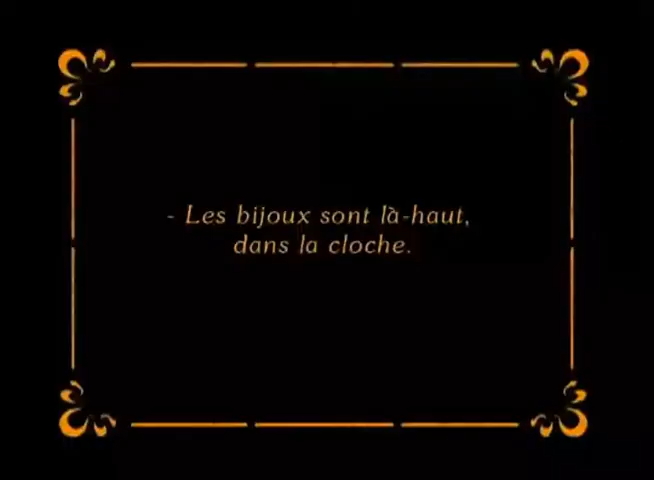 - Les bijoux sont là-haut,
dans la cloche.